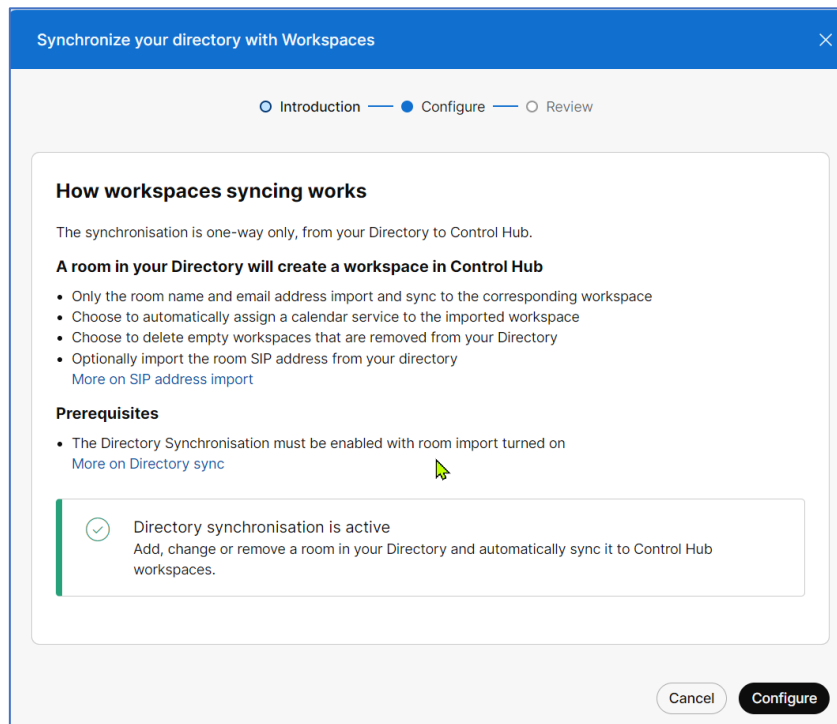 Synchronize your directory with Workspaces
Introduction
Configure
Review
How workspaces syncing works
The synchronisation is one-way only, from your Directory to Control Hub.
A room in your Directory will create a workspace in Control Hub
• Only the room name and email address import and sync to the corresponding workspace
• Choose to automatically assign a calendar service to the imported workspace
• Choose to delete empty workspaces that are removed from your Directory
• Optionally import the room SIP address from your directory
More on SIP address import
Prerequisites
• The Directory Synchronisation must be enabled with room import turned on
More on Directory sync
Directory synchronisation is active
Add, change or remove a room in your Directory and automatically sync it to Control Hub
workspaces.
Cancel
Configure